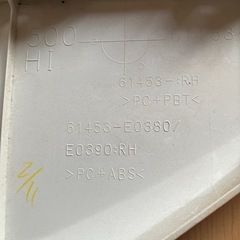 500
HI
61453-:RH
>PC+PBT<
61453-E0380/
E0390:RH
>PC+ABS<